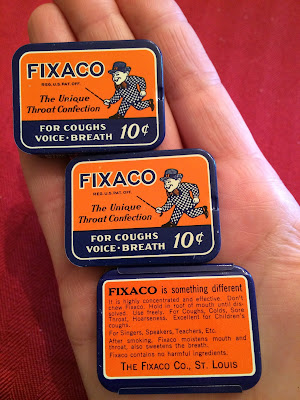 FIXACO
REG. U.S. PAT. OFF.
The Unique
Throat Confection
FOR COUGHS
VOICE · BREATH 10¢
FIXACO
REG. U.S. PAT. OFF.
The Unique
Throat Confection
FOR COUGHS
VOICE · BREATH 10¢
FIXACO is something different
It is highly concentrated and effective. Don't
chew Fixaco. Hold in roof of mouth until dis-
solved. Use freely. For Coughs, Colds, Sore
Throat, Hoarseness. Excellent for Children's
coughs.
For Singers, Speakers, Teachers, Etc.
After smoking, Fixaco moistens mouth and
throat, also sweetens the breath.
Fixaco contains no harmful ingredients.
THE FIXACO CO., ST. LOUIS